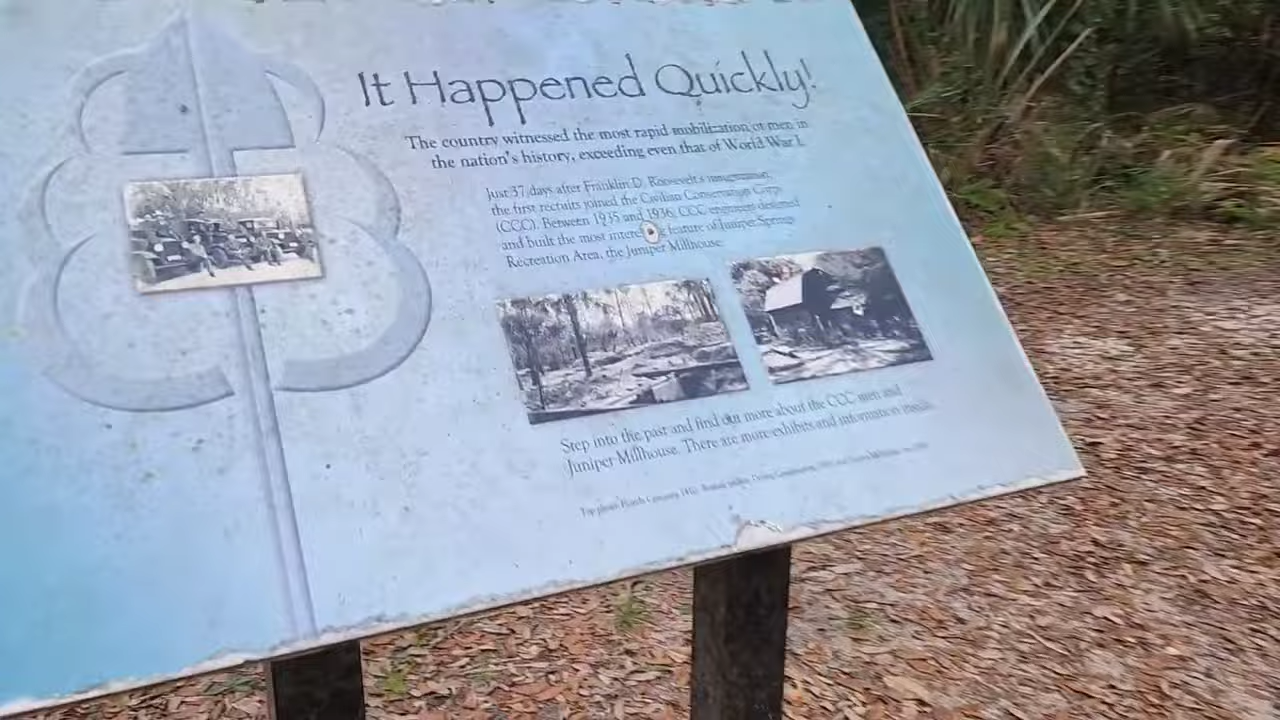 It Happened Quickly!
The country witnessed the most rapid mobilization of men in
the nation's history, exceeding even that of World War I.
Just 37 days after Franklin D. Roosevelt's inauguration,
the first recruits joined the Civilian Conservation Corps
(CCC). Between 1935 and 1936, CCC enrollees designed
and built the most interes g feature of Juniper Springs
Recreation Area, the Juniper Millhouse.
Step into the past and find out more about the CCC men and
Juniper Millhouse. There are more exhibits and information inside.
Top photo: